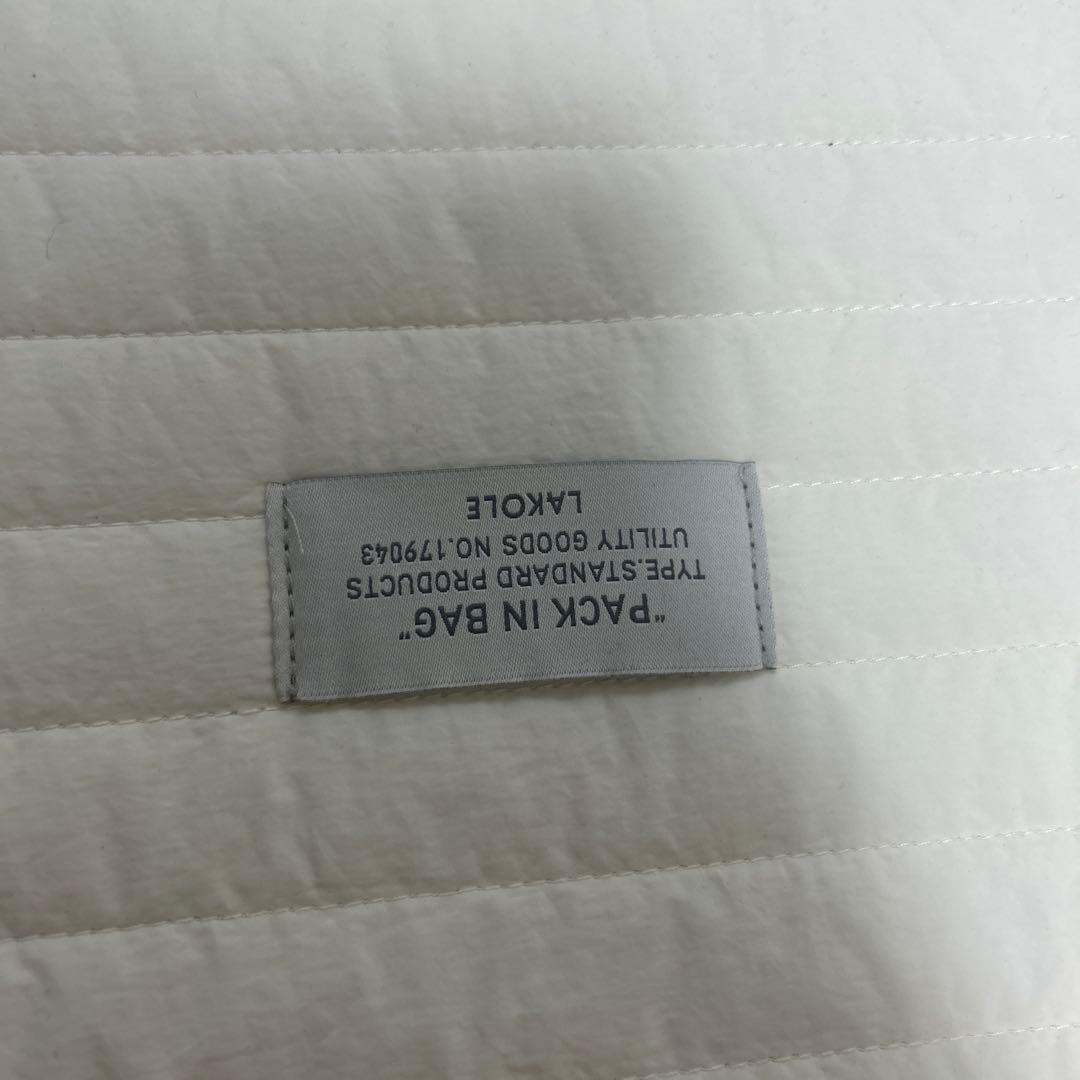 "PACK IN BAG"
TYPE.STANDARD PRODUCTS
UTILITY GOODS NO.179043
LAKOLE